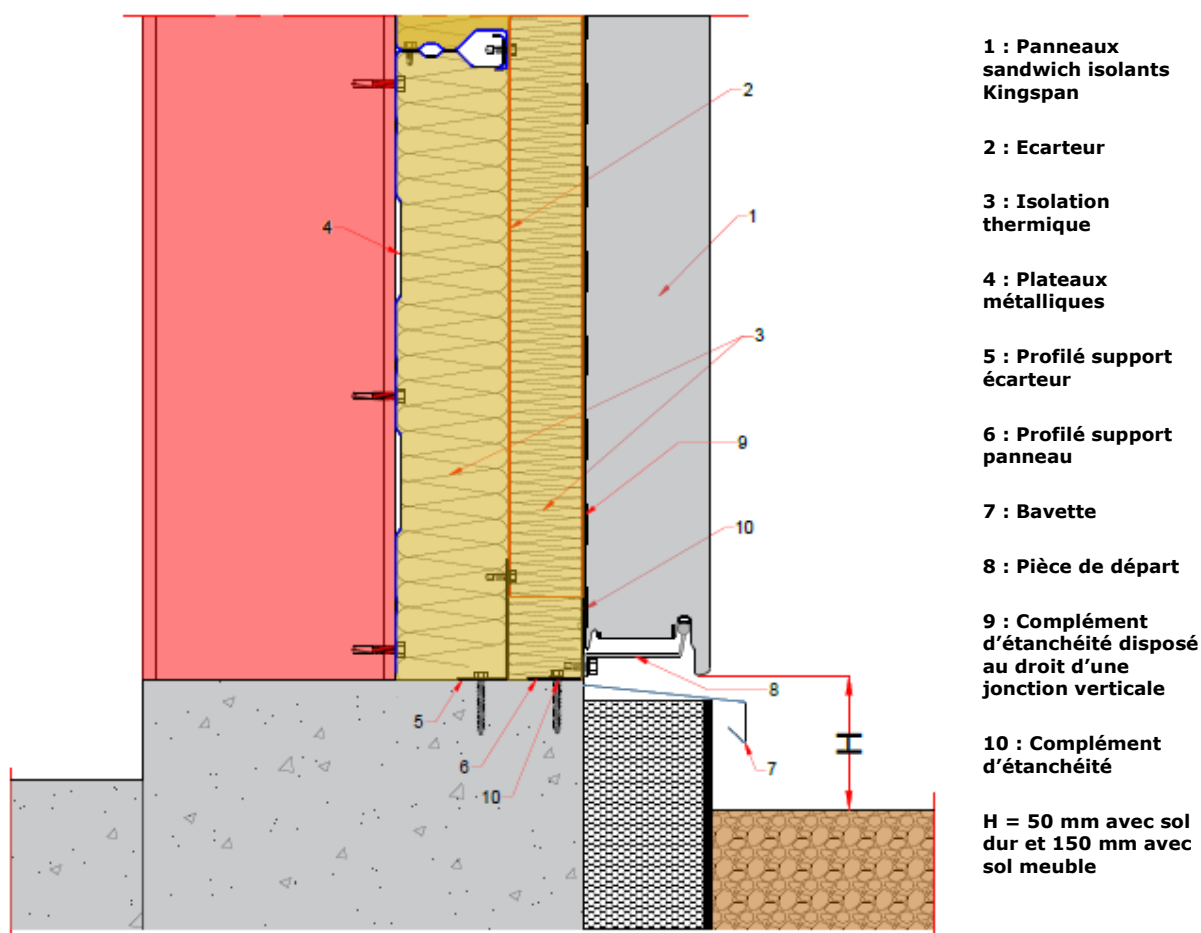 1 : Panneaux
sandwich isolants
Kingspan
2 : Ecarteur
3 : Isolation
thermique
4 : Plateaux
métalliques
5 : Profilé support
écarteur
6 : Profilé support
panneau
7 : Bavette
8 : Pièce de départ
9 : Complément
d'étanchéité disposé
au droit d'une
jonction verticale
10 : Complément
d'étanchéité
H = 50 mm avec sol
dur et 150 mm avec
sol meuble
2
1
4
3
9
10
8
5
6
7
10
H